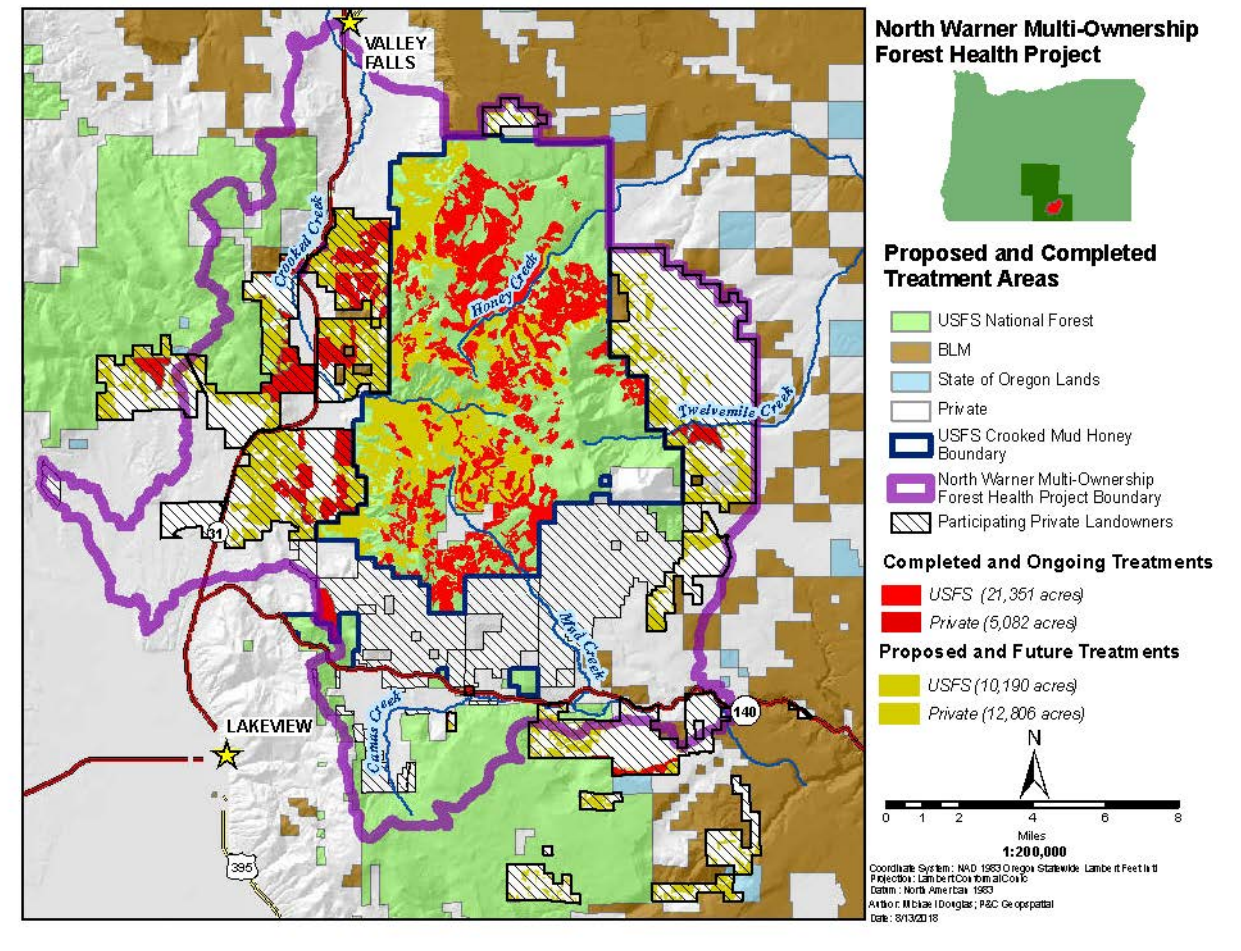 VALLEY
FALLS
Crooked Creek
Honey Creek
Twelvemile Creek
31
Mud Creek
Camas Creek
140
LAKEVIEW
395
North Warner Multi-Ownership
Forest Health Project
Proposed and Completed
Treatment Areas
USFS National Forest
BLM
State of Oregon Lands
Private
USFS Crooked Mud Honey
Boundary
North Warner Multi-Ownership
Forest Health Project Boundary
Participating Private Landowners
Completed and Ongoing Treatments
USFS (21,351 acres)
Private (5,082 acres)
Proposed and Future Treatments
USFS (10,190 acres)
Private (12,806 acres)
N
0 1 2 4 6 8
Miles
1:200,000
Coordinate System: NAD 1983 Oregon Statewide Lambert Feet Intl
Projection: Lambert Conformal Conic
Datum: North American 1983
Author: Michael Douglas; P&C Geopspatial
Date: 8/13/2018